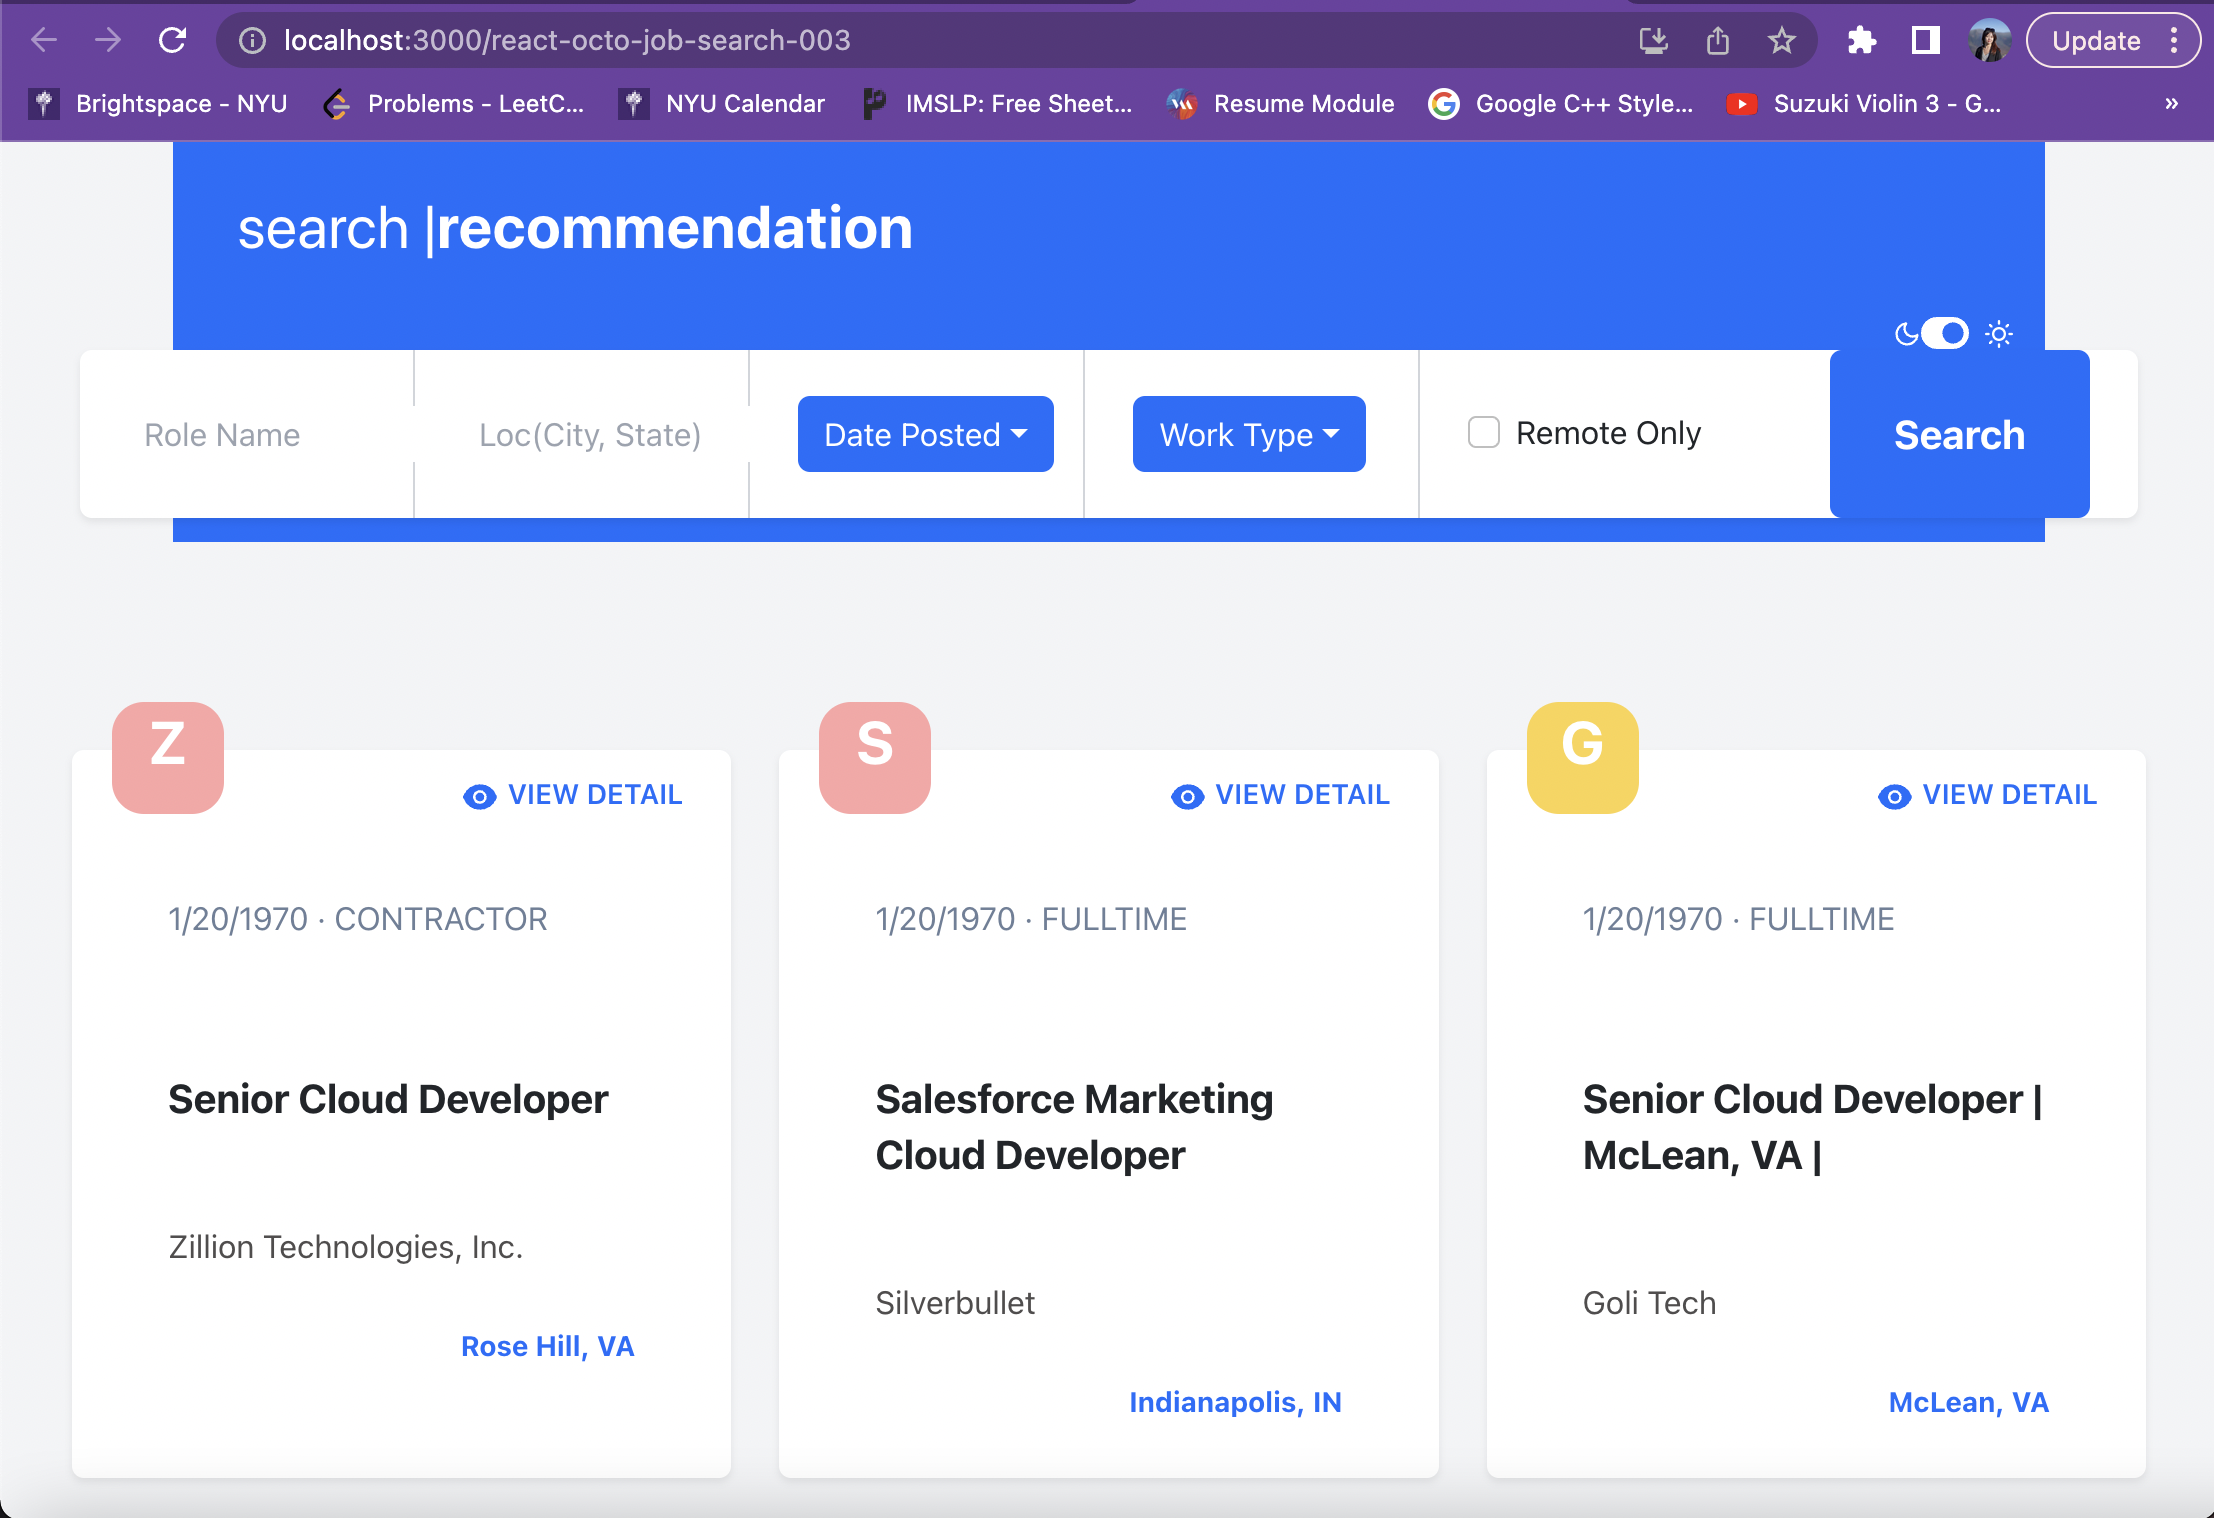 localhost:3000/react-octo-job-search-003
Update
Brightspace - NYU
Problems - LeetC...
NYU Calendar
IMSLP: Free Sheet...
Resume Module
Google C++ Style...
Suzuki Violin 3 - G...
»
search |recommendation
Role Name
Loc(City, State)
Date Posted
Work Type
Remote Only
Search
Z
VIEW DETAIL
1/20/1970 · CONTRACTOR
Senior Cloud Developer
Zillion Technologies, Inc.
Rose Hill, VA
S
VIEW DETAIL
1/20/1970 · FULLTIME
Salesforce Marketing
Cloud Developer
Silverbullet
Indianapolis, IN
G
VIEW DETAIL
1/20/1970 · FULLTIME
Senior Cloud Developer |
McLean, VA |
Goli Tech
McLean, VA